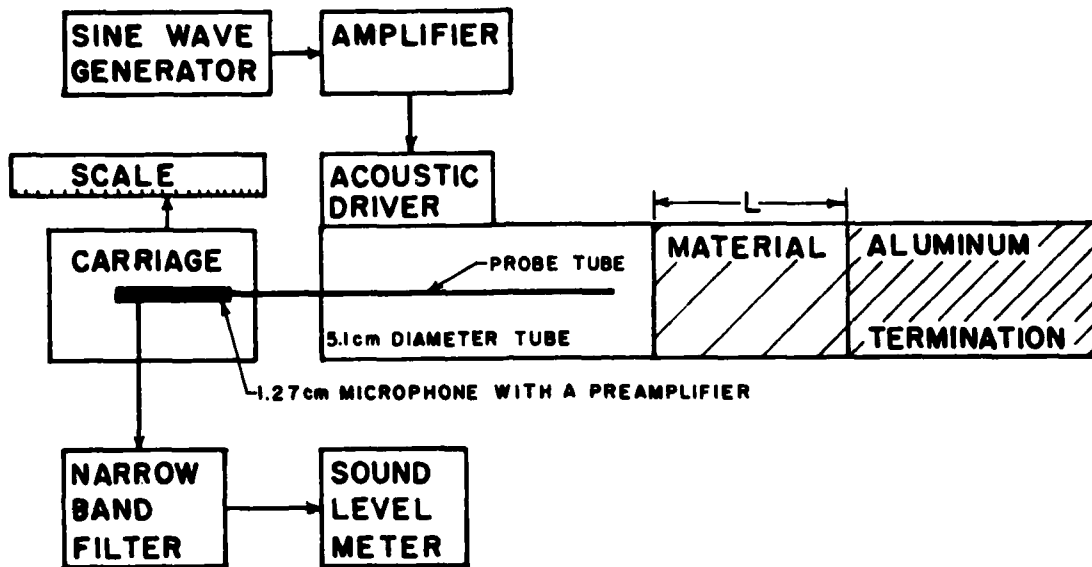 SINE WAVE
GENERATOR
AMPLIFIER
SCALE
ACOUSTIC
DRIVER
L
CARRIAGE
MATERIAL
ALUMINUM
PROBE TUBE
5.1cm DIAMETER TUBE
TERMINATION
1.27cm MICROPHONE WITH A PREAMPLIFIER
NARROW
BAND
FILTER
SOUND
LEVEL
METER